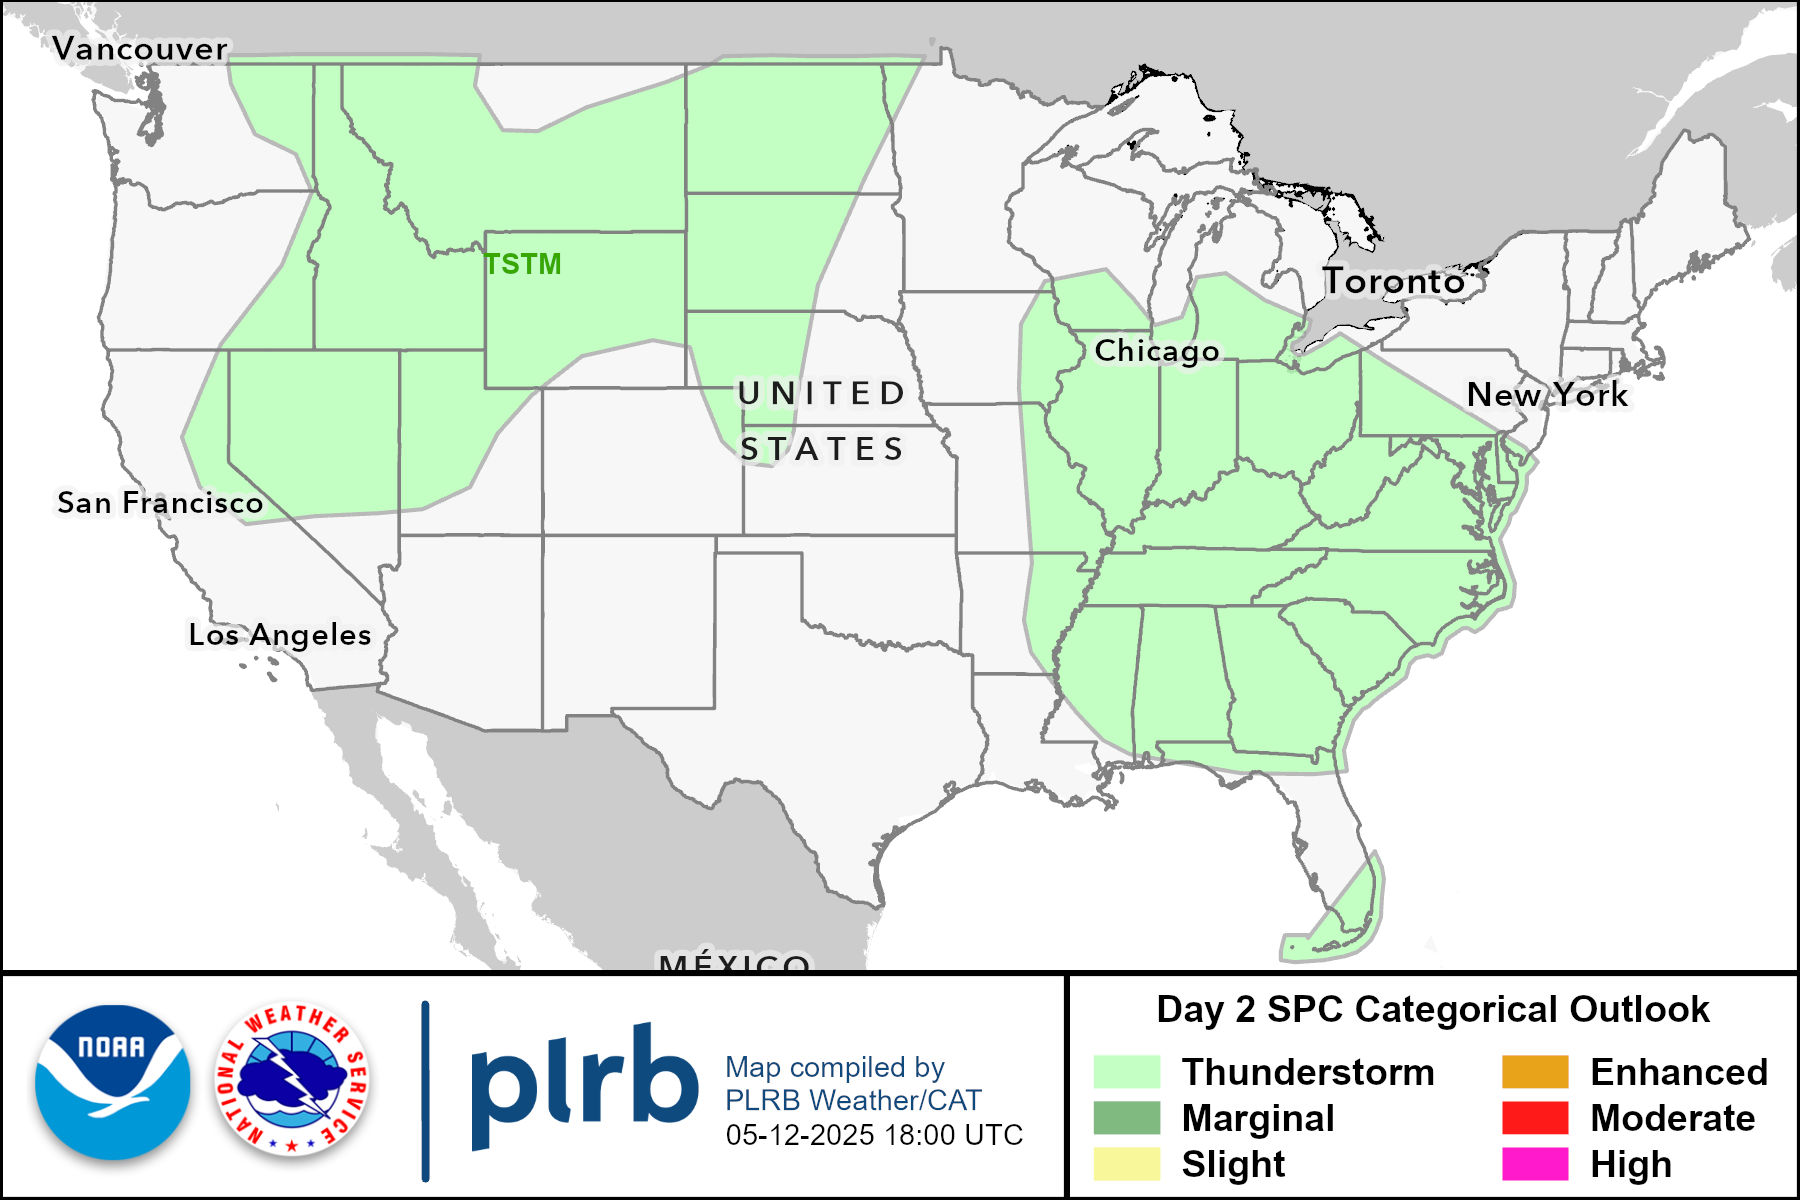 Vancouver
TSTM
Toronto
Chicago
UNITED
New York
STATES
San Francisco
Los Angeles
MÉXICO
NOAA
NATIONAL WEATHER SERVICE
plrb
Map compiled by
PLRB Weather/CAT
05-12-2025 18:00 UTC
Day 2 SPC Categorical Outlook
Thunderstorm
Enhanced
Marginal
Moderate
Slight
High